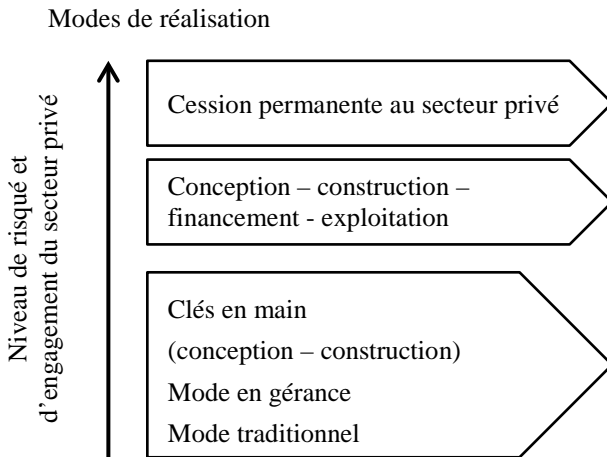 Modes de réalisation
Niveau de risqué et
d'engagement du secteur privé
Cession permanente au secteur privé
Conception – construction –
financement - exploitation
Clés en main
(conception – construction)
Mode en gérance
Mode traditionnel